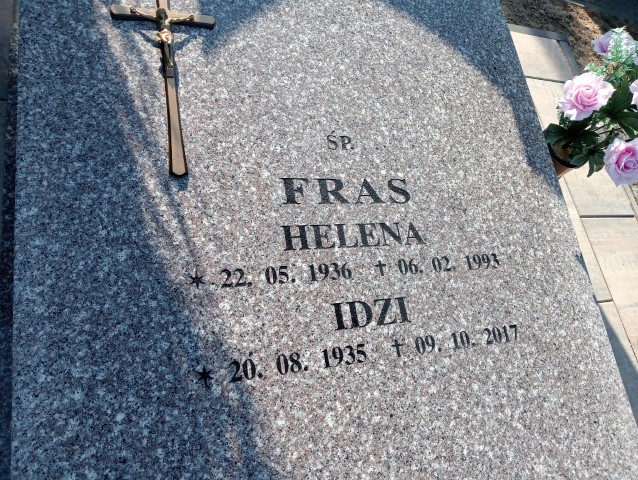 ŚP.
FRAS
HELENA
✶ 22. 05. 1936 ✝ 06. 02. 1993
IDZI
✶ 20. 08. 1935 ✝ 09. 10. 2017